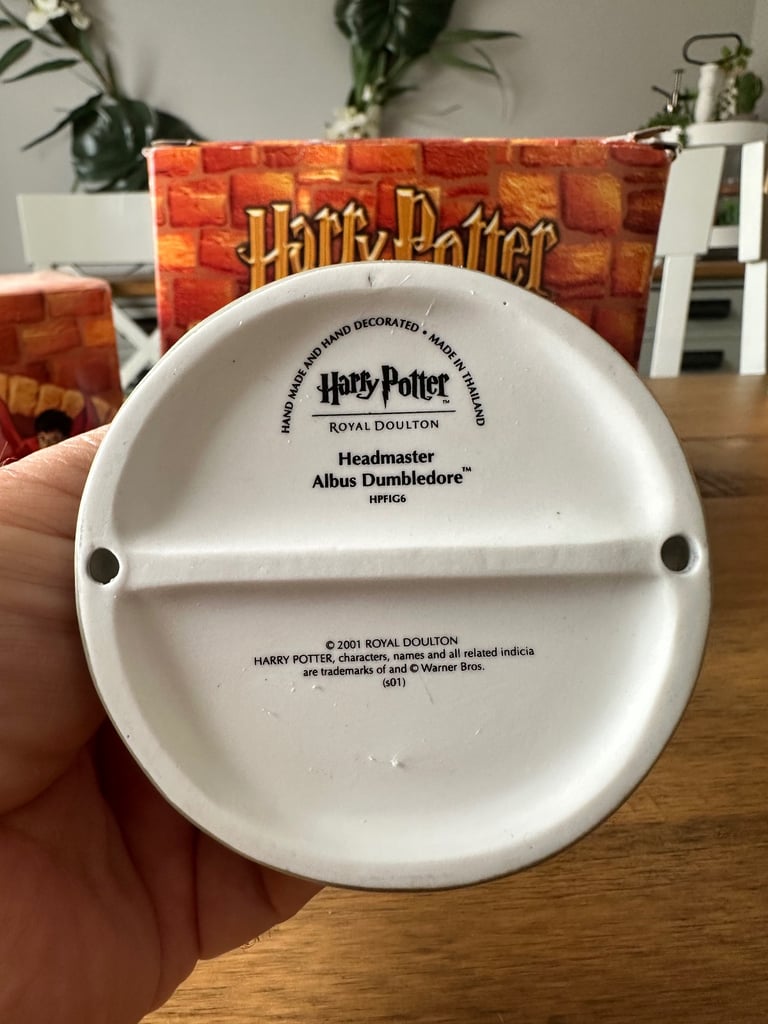 Harry Potter
HAND MADE AND HAND DECORATED • MADE IN THAILAND
Harry Potter™
ROYAL DOULTON
Headmaster
Albus Dumbledore™
HPFIG6
© 2001 ROYAL DOULTON
HARRY POTTER, characters, names and all related indicia
are trademarks of and © Warner Bros.
(s01)